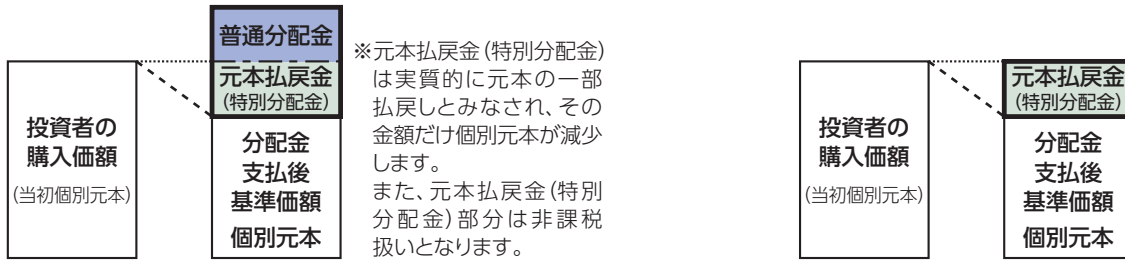 投資者の
購入価額
(当初個別元本)
普通分配金
元本払戻金
(特別分配金)
分配金
支払後
基準価額
個別元本
※元本払戻金(特別分配金)
は実質的に元本の一部
払戻しとみなされ、その
金額だけ個別元本が減少
します。
また、元本払戻金(特別
分配金)部分は非課税
扱いとなります。
投資者の
購入価額
(当初個別元本)
元本払戻金
(特別分配金)
分配金
支払後
基準価額
個別元本